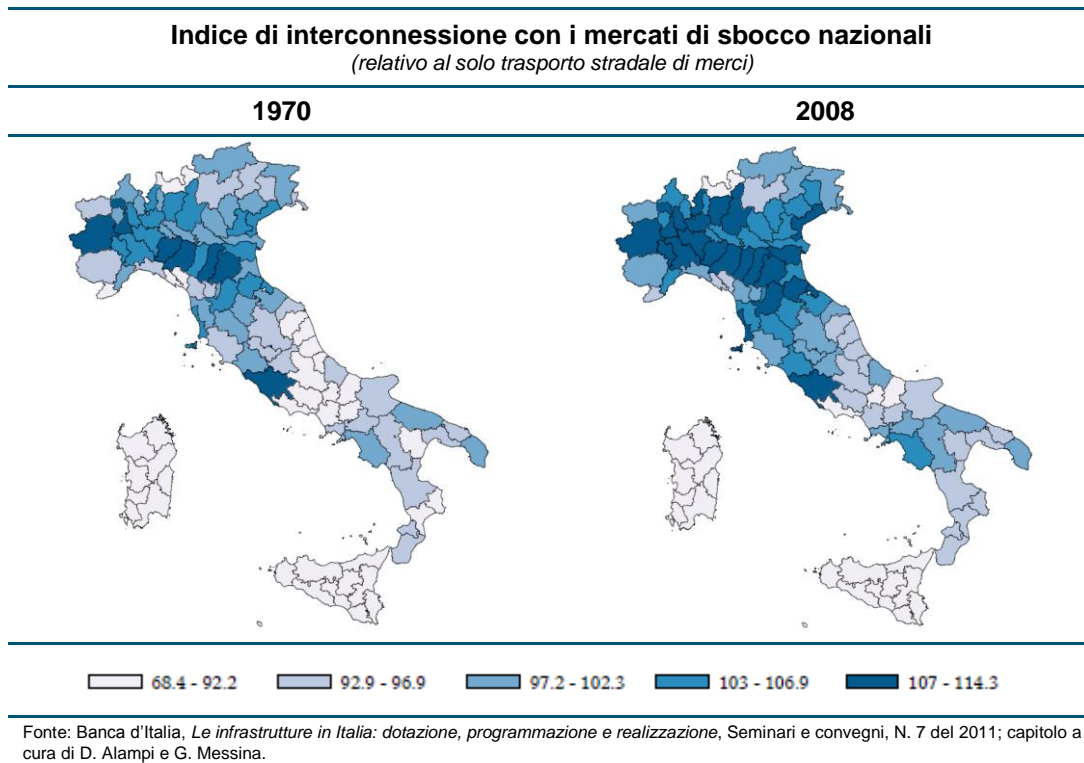 Indice di interconnessione con i mercati di sbocco nazionali
(relativo al solo trasporto stradale di merci)
1970
2008
68.4 - 92.2
92.9 - 96.9
97.2 - 102.3
103 - 106.9
107 - 114.3
Fonte: Banca d'Italia, Le infrastrutture in Italia: dotazione, programmazione e realizzazione, Seminari e convegni, N. 7 del 2011; capitolo a
cura di D. Alampi e G. Messina.